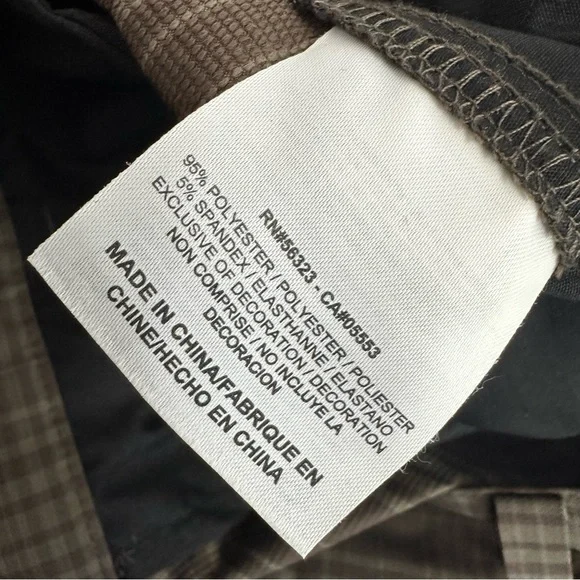 RN#56323 - CA#05553
95% POLYESTER / POLYESTER / POLIESTER
5% SPANDEX / ELASTHANNE / ELASTANO
EXCLUSIVE OF DECORATION / DECORATION
NON COMPRISE / NO INCLUYE LA
DECORACION
MADE IN CHINA/FABRIQUE EN
CHINE/HECHO EN CHINA